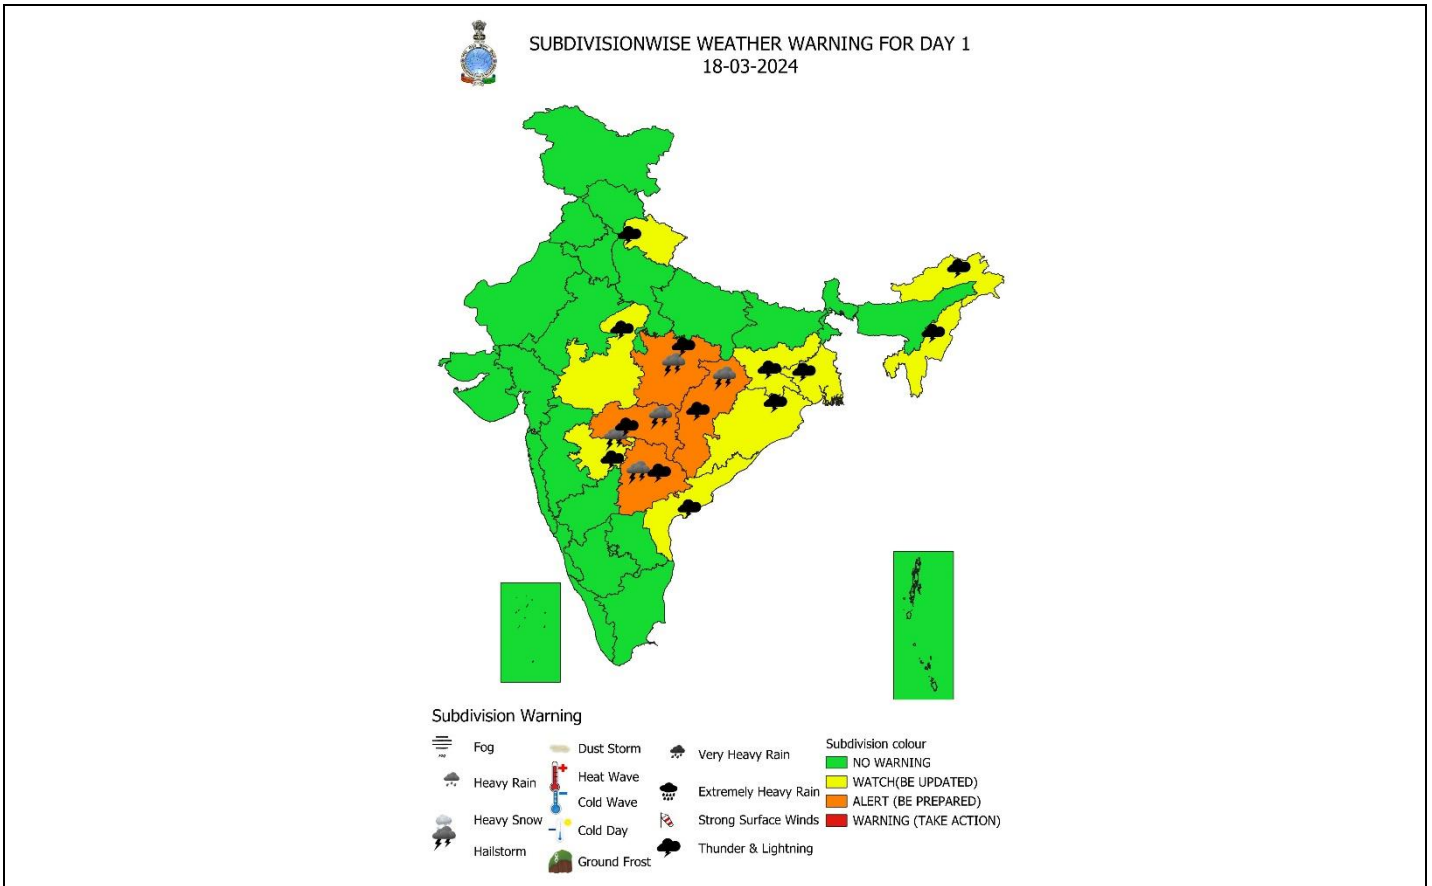 SUBDIVISIONWISE WEATHER WARNING FOR DAY 1
18-03-2024
Subdivision Warning
Fog
Heavy Rain
Heavy Snow
Hailstorm
Dust Storm
Heat Wave
Cold Wave
Cold Day
Ground Frost
Very Heavy Rain
Extremely Heavy Rain
Strong Surface Winds
Thunder & Lightning
Subdivision colour
NO WARNING
WATCH(BE UPDATED)
ALERT (BE PREPARED)
WARNING (TAKE ACTION)